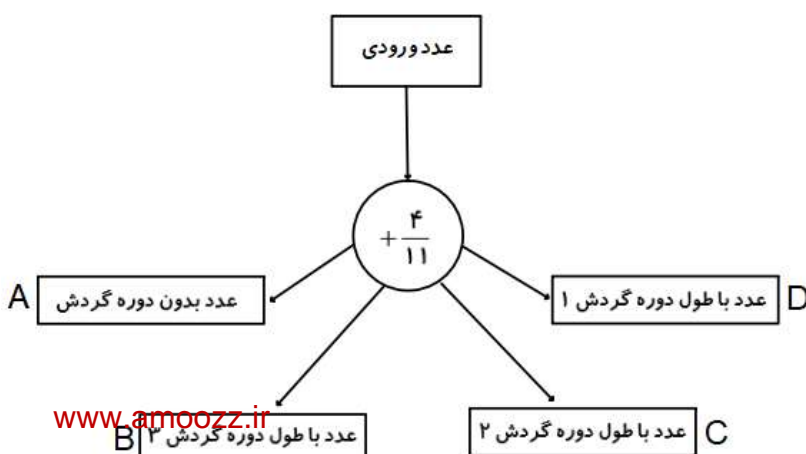 عدد ورودی
+ ۴/۱۱
A
عدد بدون دوره گردش
عدد با طول دوره گردش ۱
D
www.amoozz.ir
B
عدد با طول دوره گردش ۳
عدد با طول دوره گردش ۲
C